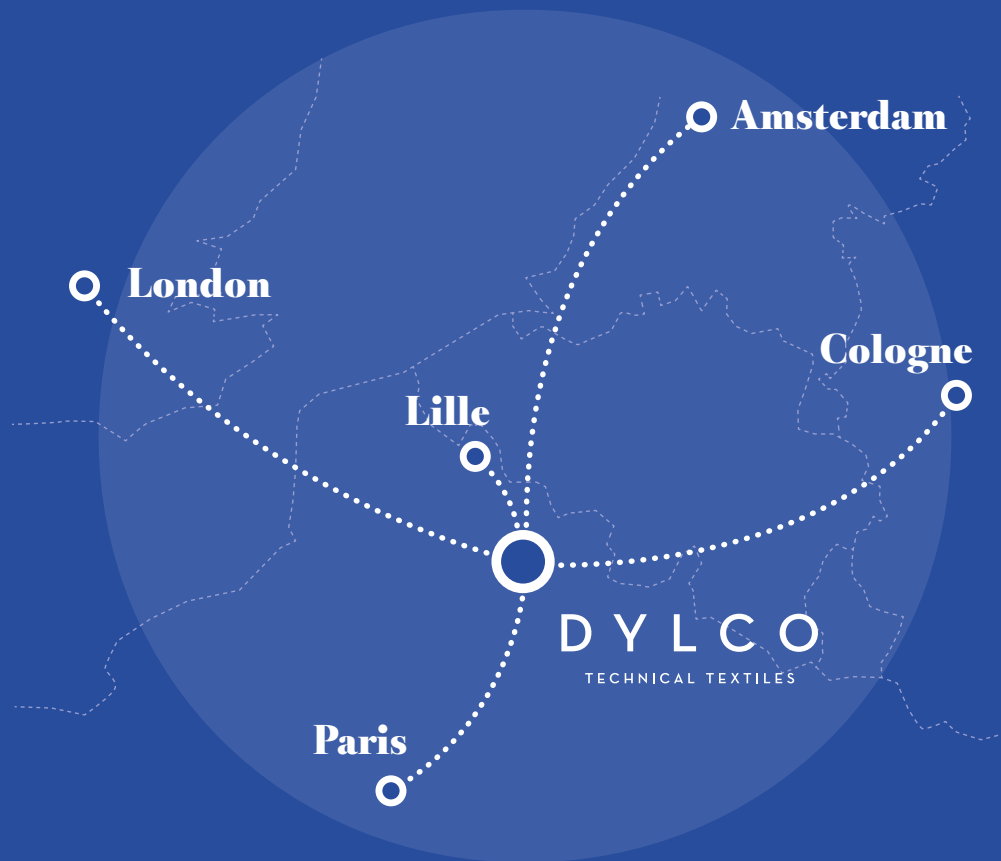 Amsterdam
London
Cologne
Lille
DYLCO
TECHNICAL TEXTILES
Paris